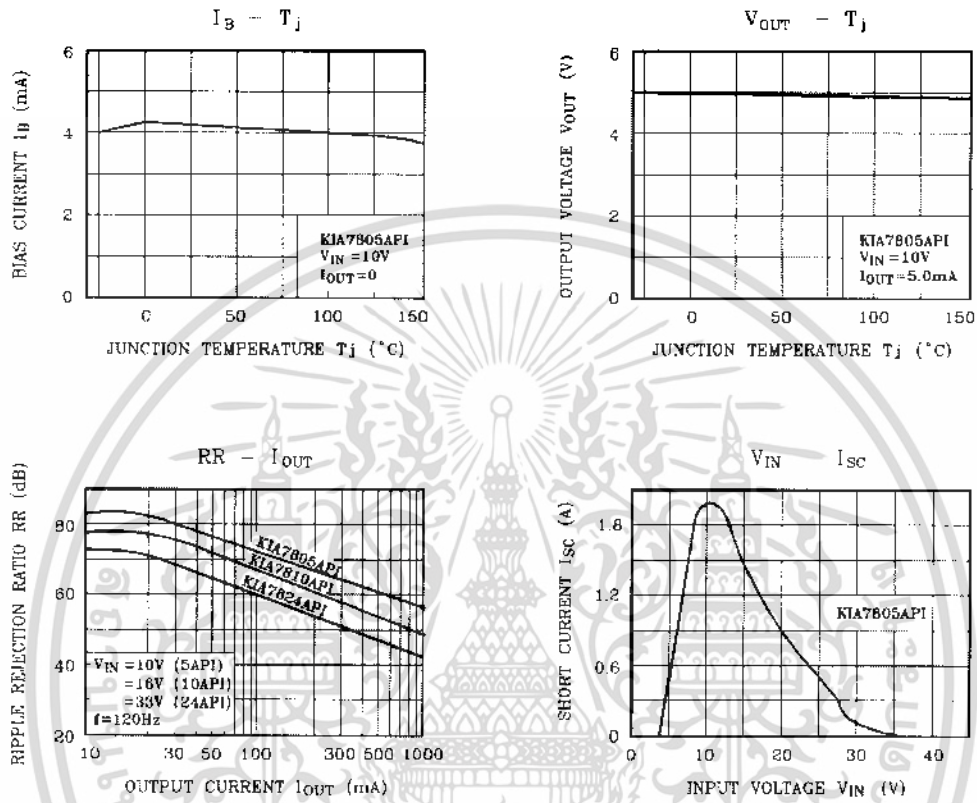 I_B - T_j
BIAS CURRENT I_B (mA)
6
4
2
0
KIA7805API
V_IN =10V
I_OUT=0
0 50 100 150
JUNCTION TEMPERATURE Tj (°C)
V_OUT - Tj
OUTPUT VOLTAGE V_OUT (V)
6
4
2
0
KIA7805API
V_IN =10V
I_OUT=5.0mA
0 50 100 150
JUNCTION TEMPERATURE Tj (°C)
RR - I_OUT
RIPPLE REJECTION RATIO RR (dB)
80
60
40
20
KIA7805API
KIA7810API
KIA7824API
V_IN =10V (5API)
=16V (10API)
=33V (24API)
f=120Hz
10 30 50 100 300 500 1000
OUTPUT CURRENT I_OUT (mA)
V_IN I_SC
SHORT CURRENT I_SC (A)
1.8
1.2
0.6
0
KIA7805API
0 10 20 30 40
INPUT VOLTAGE V_IN (V)